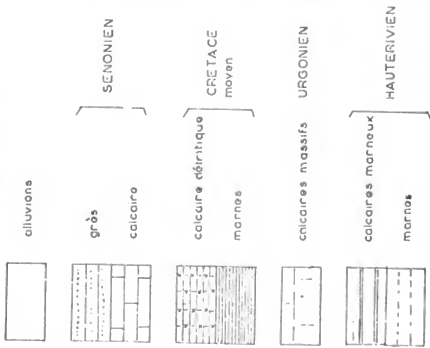 alluvions
grès
calcaire
SENONIEN
calcaire détritique
marnes
CRETACE
moyen
calcaires massifs
URGONIEN
calcaires marneux
marnes
HAUTERIVIEN